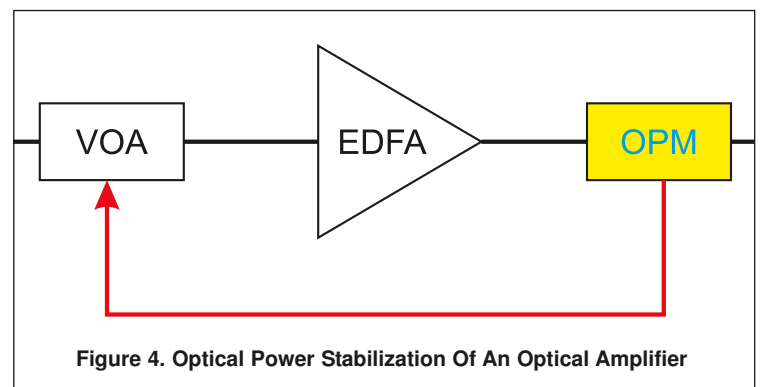 VOA
EDFA
OPM
Figure 4. Optical Power Stabilization Of An Optical Amplifier